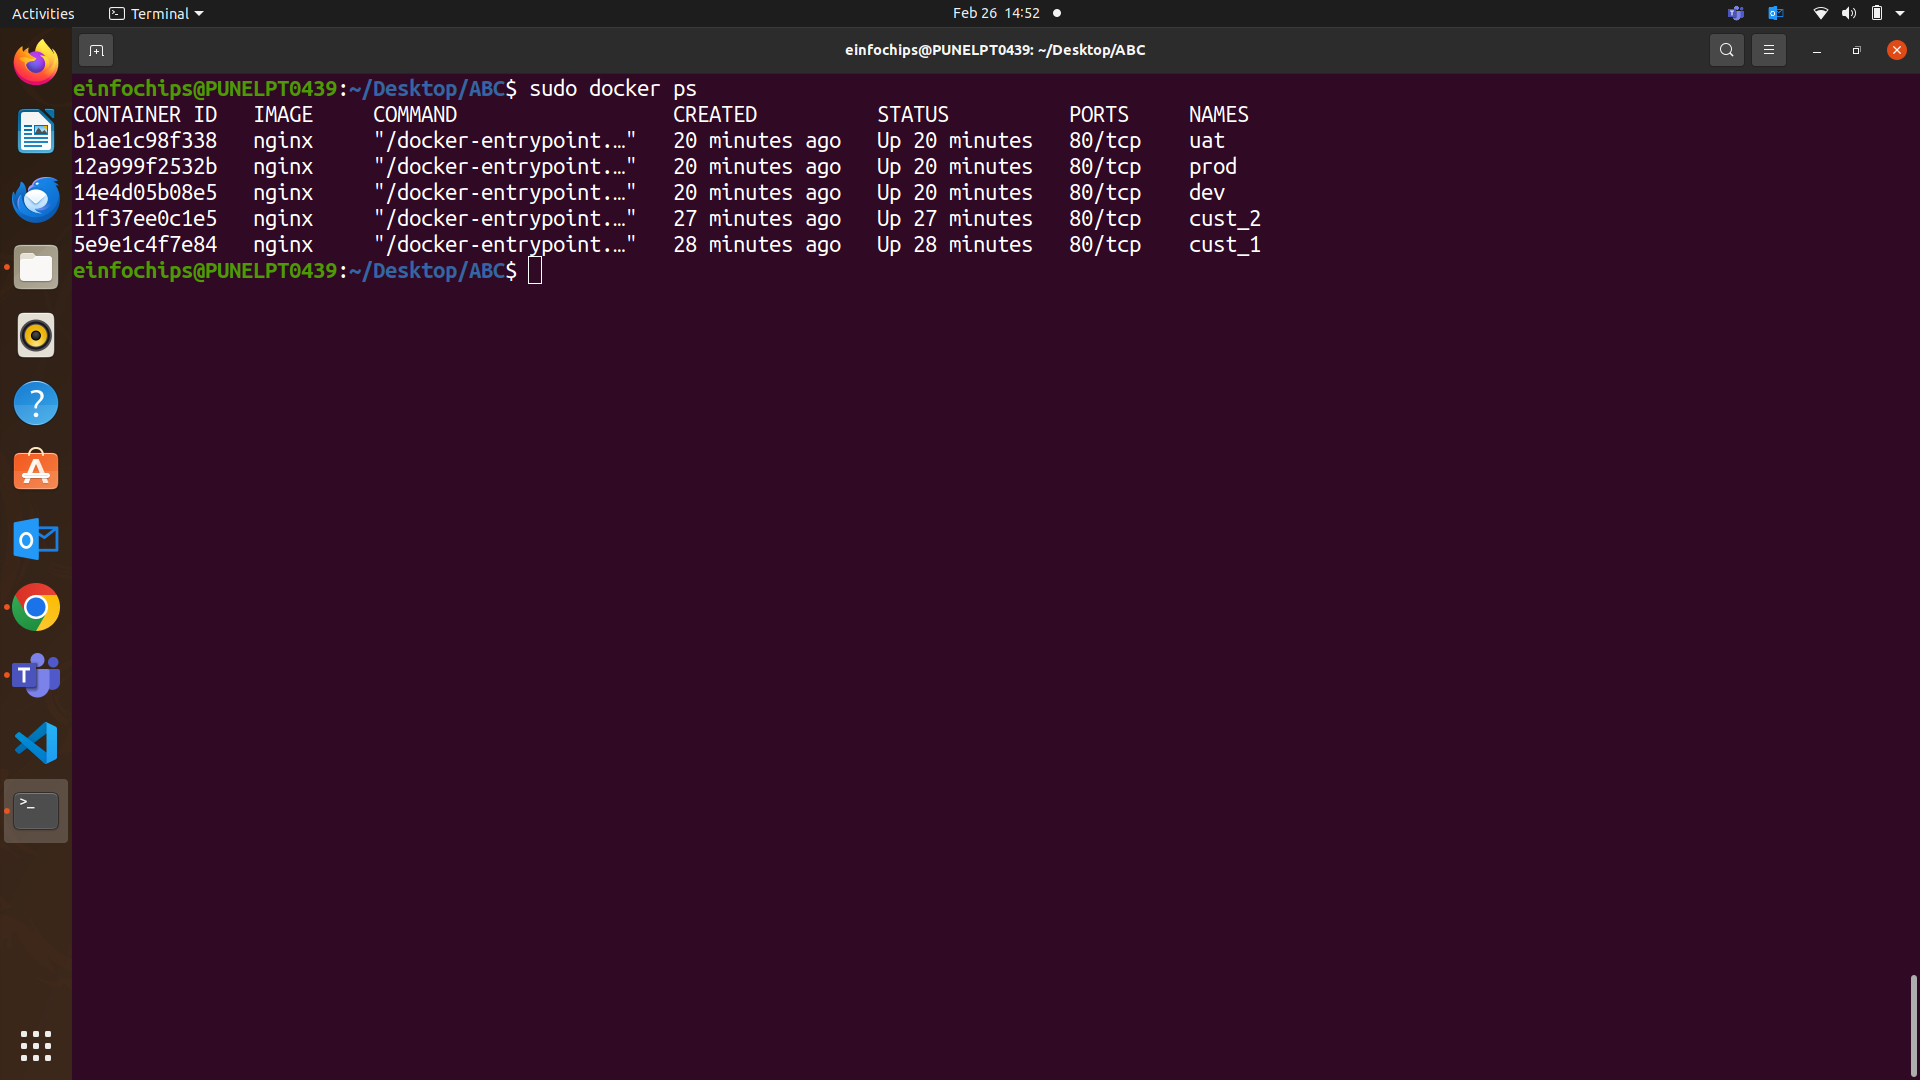 Activities Terminal Feb 26 14:52
einfochips@PUNELPT0439: ~/Desktop/ABC
einfochips@PUNELPT0439:~/Desktop/ABC$ sudo docker ps
CONTAINER ID   IMAGE     COMMAND                  CREATED          STATUS          PORTS     NAMES
b1ae1c98f338   nginx     "/docker-entrypoint.…"   20 minutes ago   Up 20 minutes   80/tcp    uat
12a999f2532b   nginx     "/docker-entrypoint.…"   20 minutes ago   Up 20 minutes   80/tcp    prod
14e4d05b08e5   nginx     "/docker-entrypoint.…"   20 minutes ago   Up 20 minutes   80/tcp    dev
11f37ee0c1e5   nginx     "/docker-entrypoint.…"   27 minutes ago   Up 27 minutes   80/tcp    cust_2
5e9e1c4f7e84   nginx     "/docker-entrypoint.…"   28 minutes ago   Up 28 minutes   80/tcp    cust_1
einfochips@PUNELPT0439:~/Desktop/ABC$